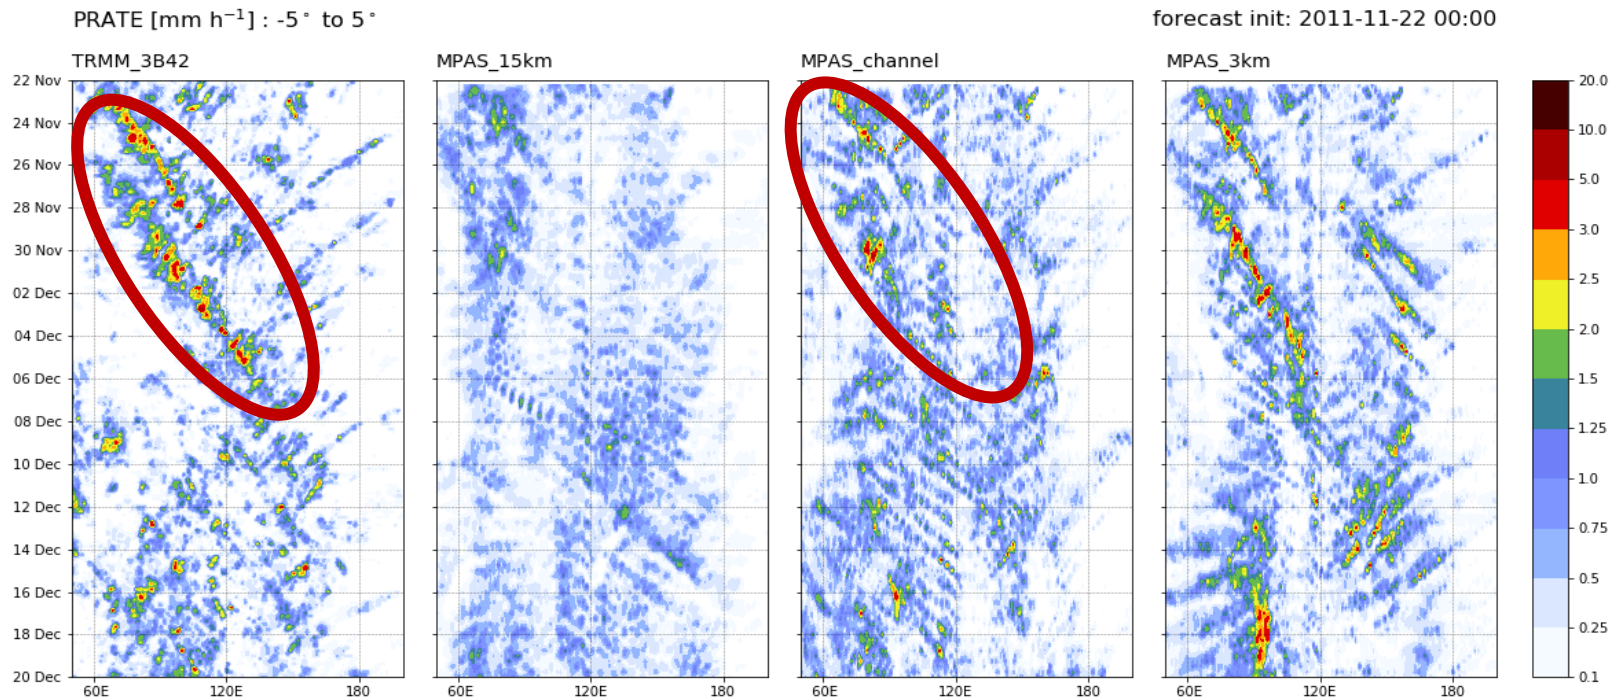 PRATE [mm h⁻¹] : -5° to 5°
forecast init: 2011-11-22 00:00
TRMM_3B42
MPAS_15km
MPAS_channel
MPAS_3km
22 Nov
24 Nov
26 Nov
28 Nov
30 Nov
02 Dec
04 Dec
06 Dec
08 Dec
10 Dec
12 Dec
14 Dec
16 Dec
18 Dec
20 Dec
60E 120E 180
60E 120E 180
60E 120E 180
60E 120E 180
20.0
10.0
5.0
3.0
2.5
2.0
1.5
1.25
1.0
0.75
0.5
0.25
0.1